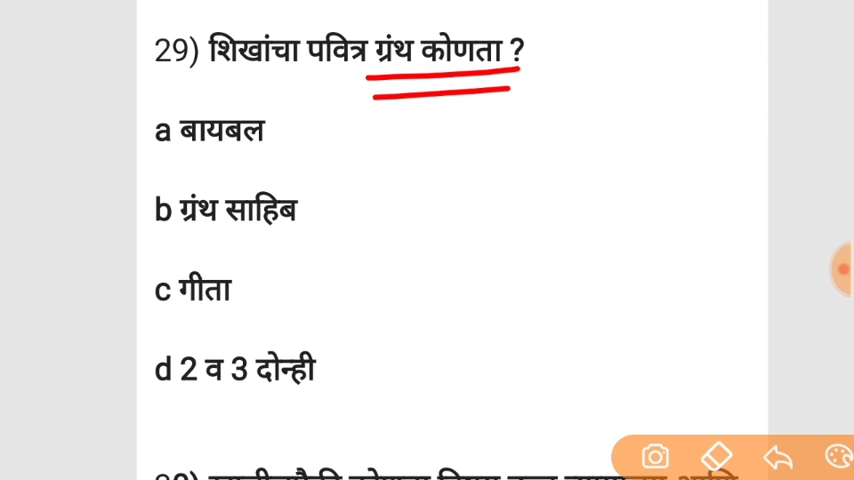 29) शिखांचा पवित्र ग्रंथ कोणता ?
a बायबल
b ग्रंथ साहिब
c गीता
d 2 व 3 दोन्ही